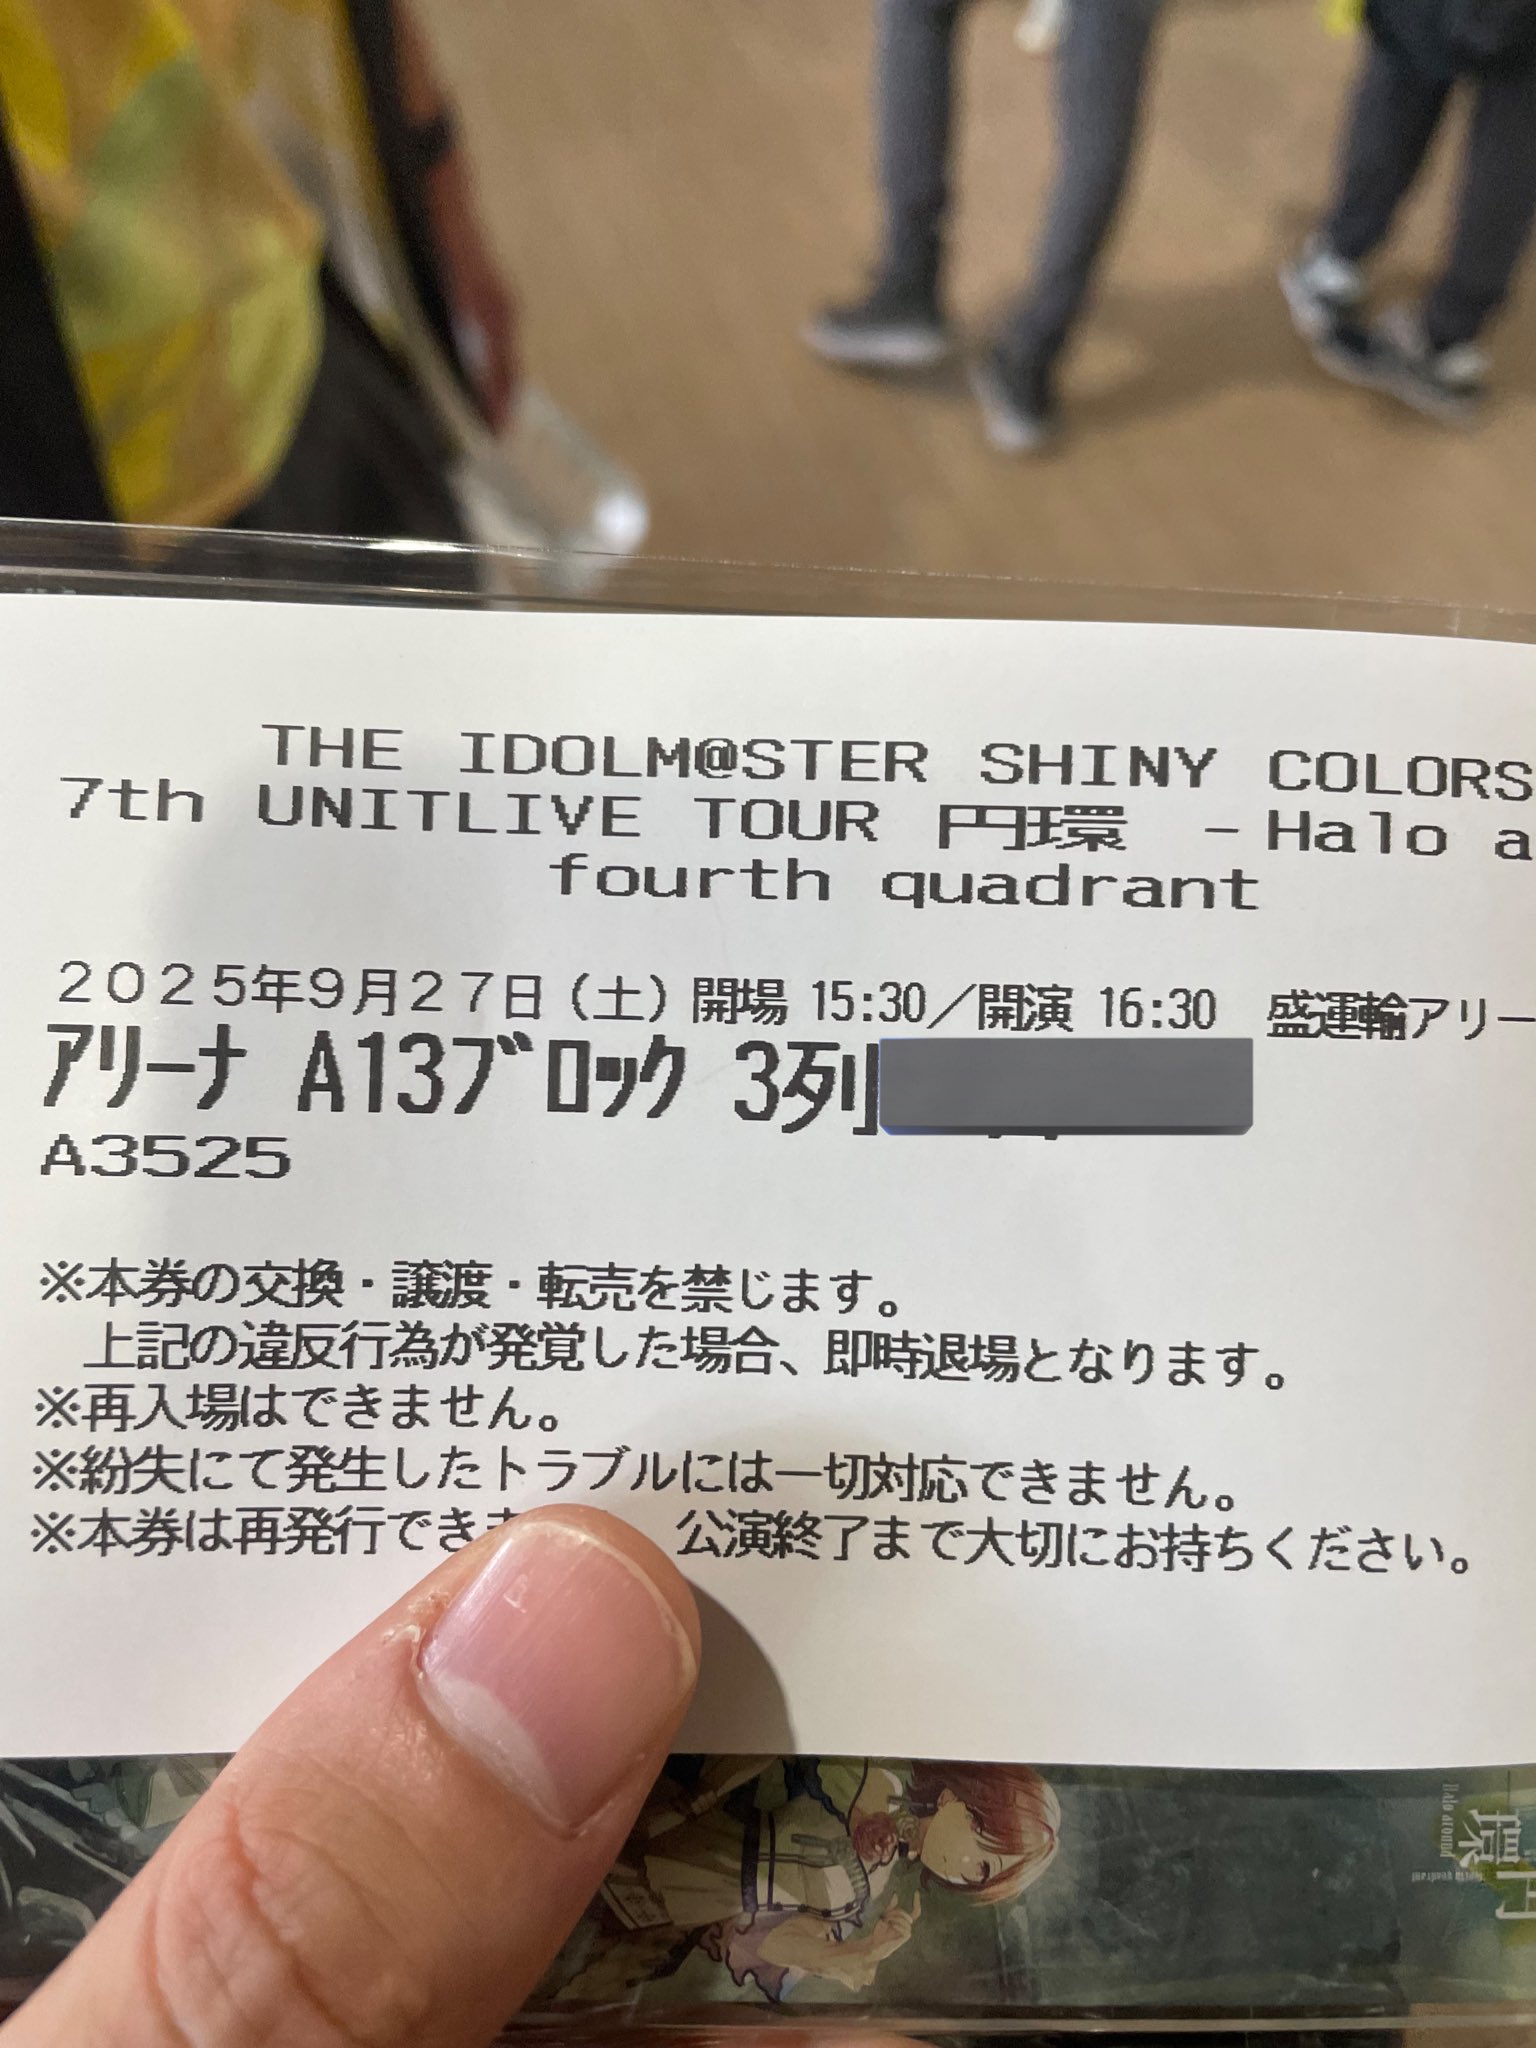 THE IDOLM@STER SHINY COLORS
7th UNITLIVE TOUR 円環 -Halo a
fourth quadrant
2025年9月27日（土）開場 15:30／開演 16:30 盛運輸アリー
アリーナ A13ブロック 3列
A3525
※本券の交換・譲渡・転売を禁じます。
上記の違反行為が発覚した場合、即時退場となります。
※再入場はできません。
※紛失にて発生したトラブルには一切対応できません。
※本券は再発行できま 公演終了まで大切にお持ちください。
円環
Halo around
fourth quadrant